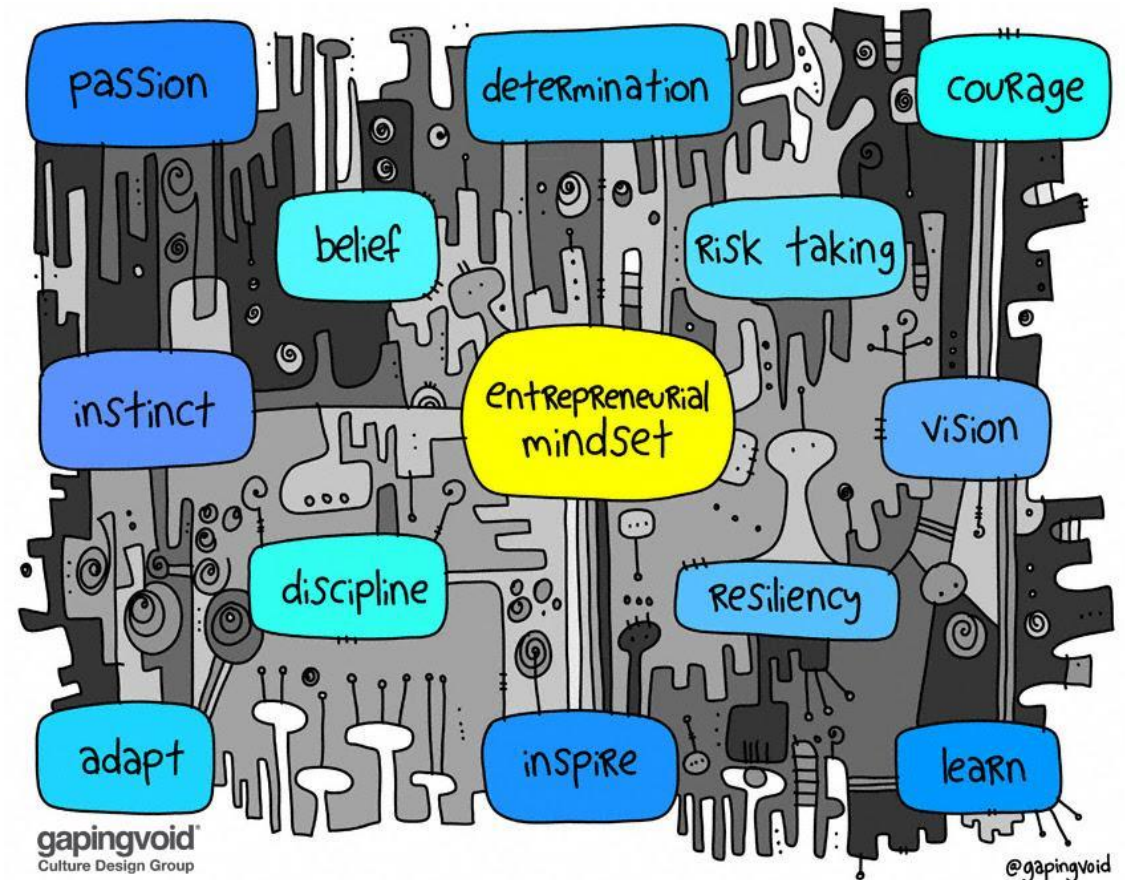 passion
determination
couRage
belief
Risk taking
entRepReneuRial
mindset
instinct
vision
discipline
Resiliency
adapt
inspiRe
leaRn
gapingvoid®
Culture Design Group
@gapingvoid